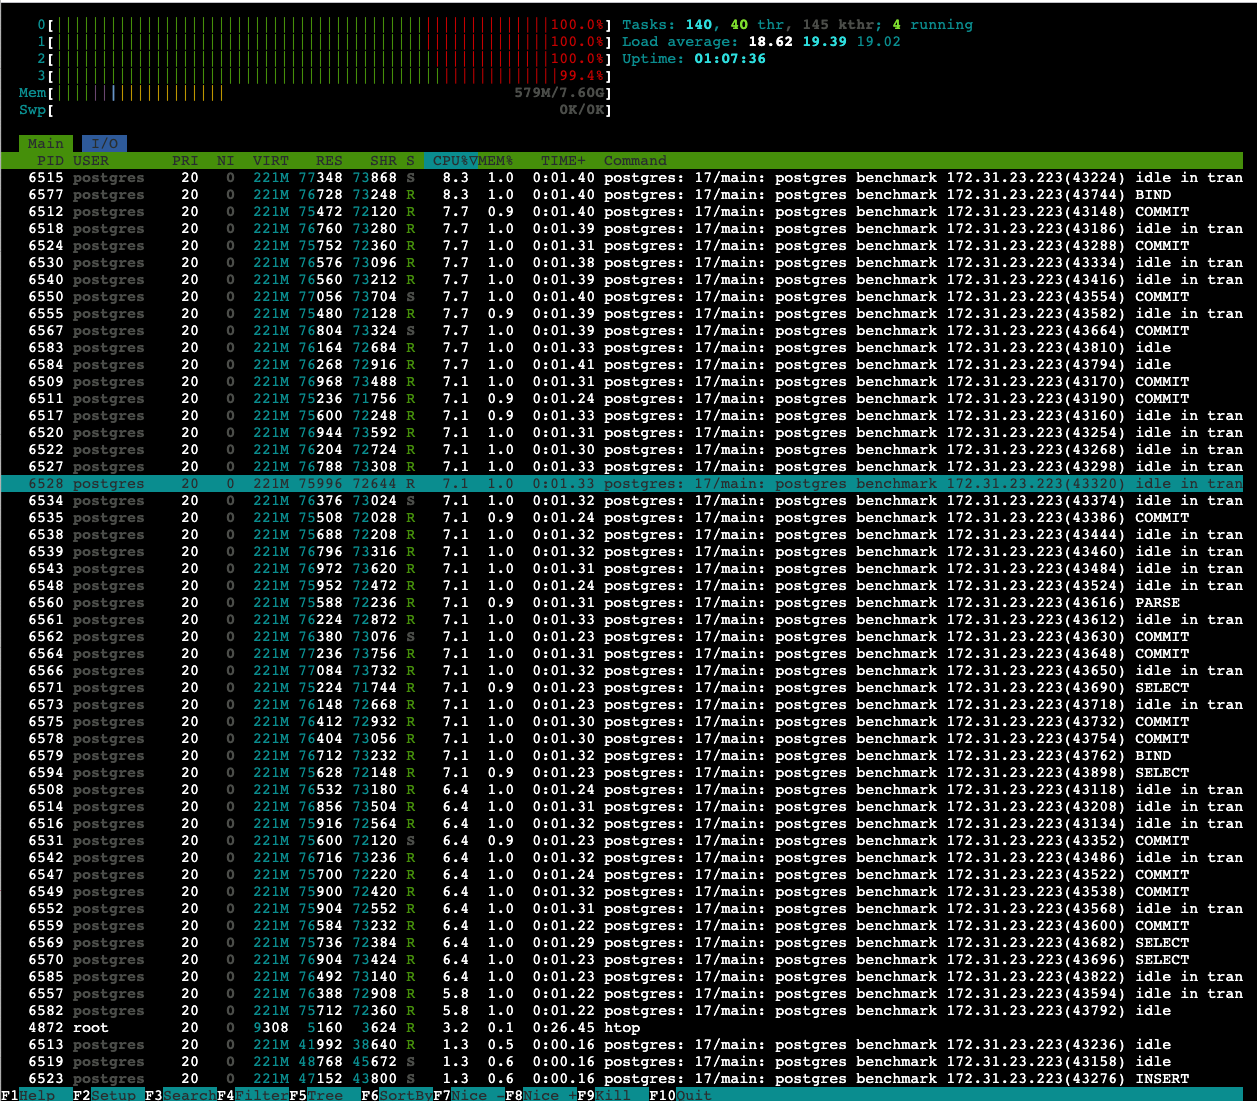 0[ 100.0%] Tasks: 140, 40 thr, 145 kthr; 4 running
1[ 100.0%] Load average: 18.62 19.39 19.02
2[ 100.0%] Uptime: 01:07:36
3[ 99.4%]
Mem[ 579M/7.60G]
Swp[ 0K/0K]
Main I/O
PID USER PRI NI VIRT RES SHR S CPU%▽MEM% TIME+ Command
6515 postgres 20 0 221M 77348 73868 S 8.3 1.0 0:01.40 postgres: 17/main: postgres benchmark 172.31.23.223(43224) idle in tran
6577 postgres 20 0 221M 76728 73248 R 8.3 1.0 0:01.40 postgres: 17/main: postgres benchmark 172.31.23.223(43744) BIND
6512 postgres 20 0 221M 75472 72120 R 7.7 0.9 0:01.40 postgres: 17/main: postgres benchmark 172.31.23.223(43148) COMMIT
6518 postgres 20 0 221M 76760 73280 R 7.7 1.0 0:01.39 postgres: 17/main: postgres benchmark 172.31.23.223(43186) idle in tran
6524 postgres 20 0 221M 75752 72360 R 7.7 1.0 0:01.31 postgres: 17/main: postgres benchmark 172.31.23.223(43288) COMMIT
6530 postgres 20 0 221M 76576 73096 R 7.7 1.0 0:01.38 postgres: 17/main: postgres benchmark 172.31.23.223(43334) idle in tran
6540 postgres 20 0 221M 76560 73212 R 7.7 1.0 0:01.39 postgres: 17/main: postgres benchmark 172.31.23.223(43416) idle in tran
6550 postgres 20 0 221M 77056 73704 S 7.7 1.0 0:01.40 postgres: 17/main: postgres benchmark 172.31.23.223(43554) COMMIT
6555 postgres 20 0 221M 75480 72128 R 7.7 0.9 0:01.39 postgres: 17/main: postgres benchmark 172.31.23.223(43582) idle in tran
6567 postgres 20 0 221M 76804 73324 S 7.7 1.0 0:01.39 postgres: 17/main: postgres benchmark 172.31.23.223(43664) COMMIT
6583 postgres 20 0 221M 76164 72684 R 7.7 1.0 0:01.33 postgres: 17/main: postgres benchmark 172.31.23.223(43810) idle
6584 postgres 20 0 221M 76268 72916 R 7.7 1.0 0:01.41 postgres: 17/main: postgres benchmark 172.31.23.223(43794) idle
6509 postgres 20 0 221M 76968 73488 R 7.1 1.0 0:01.31 postgres: 17/main: postgres benchmark 172.31.23.223(43170) COMMIT
6511 postgres 20 0 221M 75236 71756 R 7.1 0.9 0:01.24 postgres: 17/main: postgres benchmark 172.31.23.223(43190) COMMIT
6517 postgres 20 0 221M 75600 72248 R 7.1 0.9 0:01.33 postgres: 17/main: postgres benchmark 172.31.23.223(43160) idle in tran
6520 postgres 20 0 221M 76944 73592 R 7.1 1.0 0:01.31 postgres: 17/main: postgres benchmark 172.31.23.223(43254) idle in tran
6522 postgres 20 0 221M 76204 72724 R 7.1 1.0 0:01.30 postgres: 17/main: postgres benchmark 172.31.23.223(43268) idle in tran
6527 postgres 20 0 221M 76788 73308 R 7.1 1.0 0:01.33 postgres: 17/main: postgres benchmark 172.31.23.223(43298) idle in tran
6528 postgres 20 0 221M 75996 72644 R 7.1 1.0 0:01.33 postgres: 17/main: postgres benchmark 172.31.23.223(43320) idle in tran
6534 postgres 20 0 221M 76376 73024 S 7.1 1.0 0:01.32 postgres: 17/main: postgres benchmark 172.31.23.223(43374) idle in tran
6535 postgres 20 0 221M 75508 72028 R 7.1 0.9 0:01.24 postgres: 17/main: postgres benchmark 172.31.23.223(43386) COMMIT
6538 postgres 20 0 221M 75688 72208 R 7.1 1.0 0:01.32 postgres: 17/main: postgres benchmark 172.31.23.223(43444) idle in tran
6539 postgres 20 0 221M 76796 73316 R 7.1 1.0 0:01.32 postgres: 17/main: postgres benchmark 172.31.23.223(43460) idle in tran
6543 postgres 20 0 221M 76972 73620 R 7.1 1.0 0:01.31 postgres: 17/main: postgres benchmark 172.31.23.223(43484) idle in tran
6548 postgres 20 0 221M 75952 72472 R 7.1 1.0 0:01.24 postgres: 17/main: postgres benchmark 172.31.23.223(43524) idle in tran
6560 postgres 20 0 221M 75588 72236 R 7.1 0.9 0:01.31 postgres: 17/main: postgres benchmark 172.31.23.223(43616) PARSE
6561 postgres 20 0 221M 76224 72872 R 7.1 1.0 0:01.33 postgres: 17/main: postgres benchmark 172.31.23.223(43612) idle in tran
6562 postgres 20 0 221M 76380 73076 S 7.1 1.0 0:01.23 postgres: 17/main: postgres benchmark 172.31.23.223(43630) COMMIT
6564 postgres 20 0 221M 77236 73756 R 7.1 1.0 0:01.31 postgres: 17/main: postgres benchmark 172.31.23.223(43648) COMMIT
6566 postgres 20 0 221M 77084 73732 R 7.1 1.0 0:01.32 postgres: 17/main: postgres benchmark 172.31.23.223(43650) idle in tran
6571 postgres 20 0 221M 75224 71744 R 7.1 0.9 0:01.23 postgres: 17/main: postgres benchmark 172.31.23.223(43690) SELECT
6573 postgres 20 0 221M 76148 72668 R 7.1 1.0 0:01.23 postgres: 17/main: postgres benchmark 172.31.23.223(43718) idle in tran
6575 postgres 20 0 221M 76412 72932 R 7.1 1.0 0:01.30 postgres: 17/main: postgres benchmark 172.31.23.223(43732) COMMIT
6578 postgres 20 0 221M 76404 73056 R 7.1 1.0 0:01.30 postgres: 17/main: postgres benchmark 172.31.23.223(43754) COMMIT
6579 postgres 20 0 221M 76712 73232 R 7.1 1.0 0:01.32 postgres: 17/main: postgres benchmark 172.31.23.223(43762) BIND
6594 postgres 20 0 221M 75628 72148 R 7.1 0.9 0:01.23 postgres: 17/main: postgres benchmark 172.31.23.223(43898) SELECT
6508 postgres 20 0 221M 76532 73180 R 6.4 1.0 0:01.24 postgres: 17/main: postgres benchmark 172.31.23.223(43118) idle in tran
6514 postgres 20 0 221M 76856 73504 R 6.4 1.0 0:01.31 postgres: 17/main: postgres benchmark 172.31.23.223(43208) idle in tran
6516 postgres 20 0 221M 75916 72564 R 6.4 1.0 0:01.32 postgres: 17/main: postgres benchmark 172.31.23.223(43134) idle in tran
6531 postgres 20 0 221M 75600 72120 S 6.4 0.9 0:01.23 postgres: 17/main: postgres benchmark 172.31.23.223(43352) COMMIT
6542 postgres 20 0 221M 76716 73236 R 6.4 1.0 0:01.32 postgres: 17/main: postgres benchmark 172.31.23.223(43486) idle in tran
6547 postgres 20 0 221M 75700 72220 R 6.4 1.0 0:01.24 postgres: 17/main: postgres benchmark 172.31.23.223(43522) COMMIT
6549 postgres 20 0 221M 75900 72420 R 6.4 1.0 0:01.32 postgres: 17/main: postgres benchmark 172.31.23.223(43538) COMMIT
6552 postgres 20 0 221M 75904 72552 R 6.4 1.0 0:01.31 postgres: 17/main: postgres benchmark 172.31.23.223(43568) idle in tran
6559 postgres 20 0 221M 76584 73232 R 6.4 1.0 0:01.22 postgres: 17/main: postgres benchmark 172.31.23.223(43600) COMMIT
6569 postgres 20 0 221M 75736 72384 R 6.4 1.0 0:01.29 postgres: 17/main: postgres benchmark 172.31.23.223(43682) SELECT
6570 postgres 20 0 221M 76904 73424 R 6.4 1.0 0:01.23 postgres: 17/main: postgres benchmark 172.31.23.223(43696) SELECT
6585 postgres 20 0 221M 76492 73140 R 6.4 1.0 0:01.23 postgres: 17/main: postgres benchmark 172.31.23.223(43822) idle in tran
6557 postgres 20 0 221M 76388 72908 R 5.8 1.0 0:01.22 postgres: 17/main: postgres benchmark 172.31.23.223(43594) idle in tran
6582 postgres 20 0 221M 75712 72360 R 5.8 1.0 0:01.22 postgres: 17/main: postgres benchmark 172.31.23.223(43792) idle
4872 root 20 0 9308 5160 3624 R 3.2 0.1 0:26.45 htop
6513 postgres 20 0 221M 41992 38640 R 1.3 0.5 0:00.16 postgres: 17/main: postgres benchmark 172.31.23.223(43236) idle
6519 postgres 20 0 221M 48768 45672 S 1.3 0.6 0:00.16 postgres: 17/main: postgres benchmark 172.31.23.223(43158) idle
6523 postgres 20 0 221M 47152 43800 S 1.3 0.6 0:00.16 postgres: 17/main: postgres benchmark 172.31.23.223(43276) INSERT
F1Help F2Setup F3SearchF4FilterF5Tree F6SortByF7Nice -F8Nice +F9Kill F10Quit